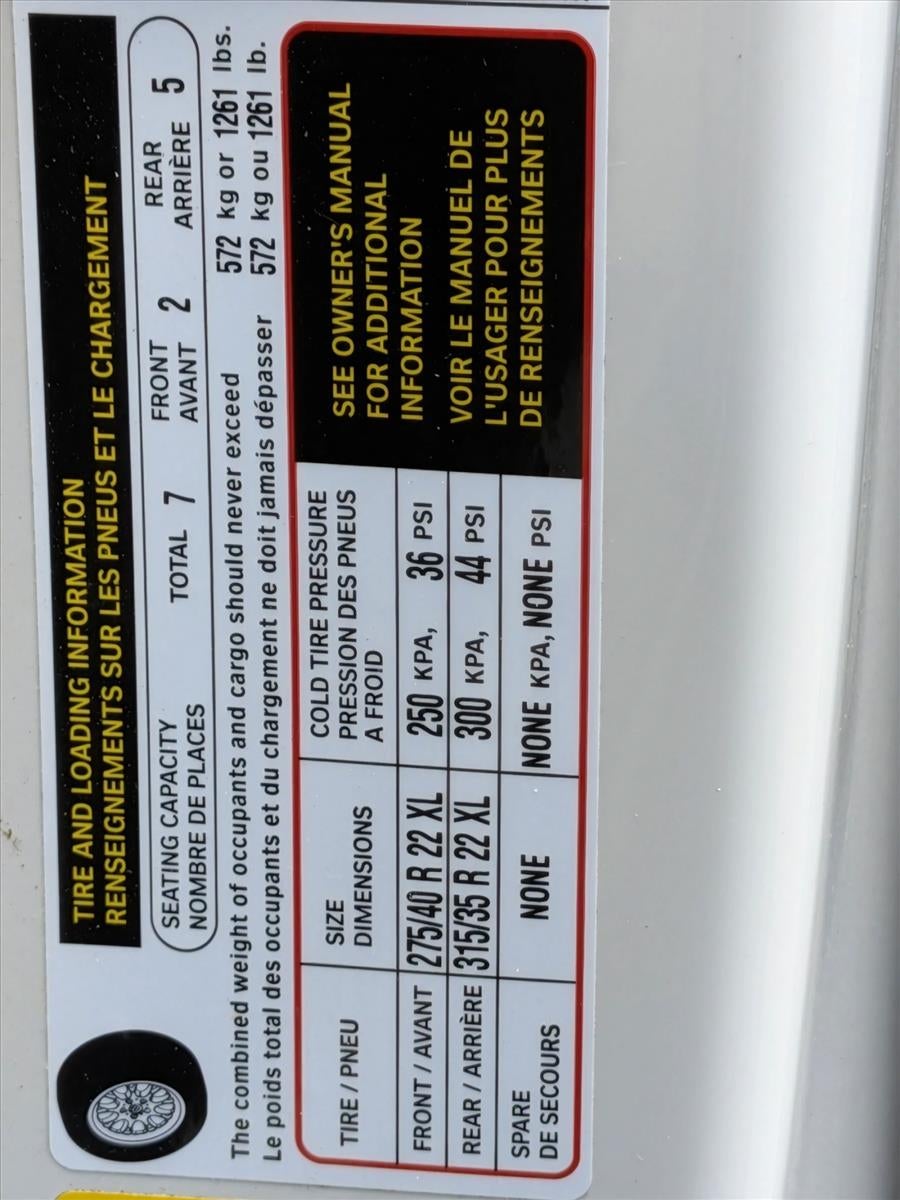 TIRE AND LOADING INFORMATION
RENSEIGNEMENTS SUR LES PNEUS ET LE CHARGEMENT
SEATING CAPACITY TOTAL 7 FRONT 2 REAR 5
NOMBRE DE PLACES AVANT ARRIÈRE
The combined weight of occupants and cargo should never exceed 572 kg or 1261 lbs.
Le poids total des occupants et du chargement ne doit jamais dépasser 572 kg ou 1261 lb.
TIRE / PNEU
SIZE
DIMENSIONS
COLD TIRE PRESSURE
PRESSION DES PNEUS
A FROID
FRONT / AVANT 275/40 R 22 XL 250 KPA, 36 PSI
REAR / ARRIÈRE 315/35 R 22 XL 300 KPA, 44 PSI
SPARE
DE SECOURS
NONE NONE KPA, NONE PSI
SEE OWNER'S MANUAL
FOR ADDITIONAL
INFORMATION
VOIR LE MANUEL DE
L'USAGER POUR PLUS
DE RENSEIGNEMENTS